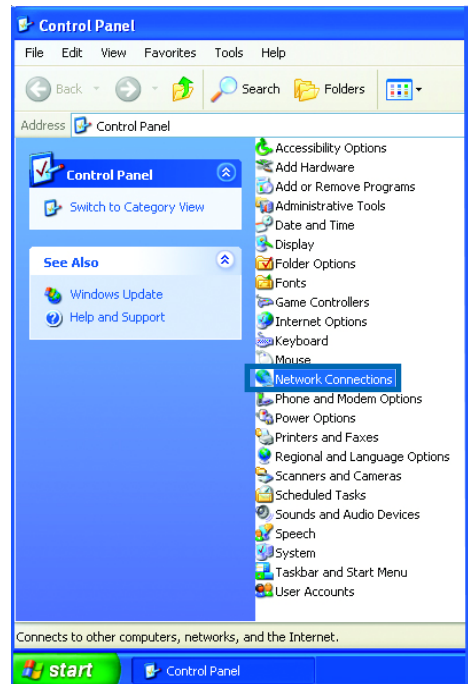 Control Panel
File Edit View Favorites Tools Help
Back Search Folders
Address Control Panel
Control Panel
Switch to Category View
See Also
Windows Update
Help and Support
Accessibility Options
Add Hardware
Add or Remove Programs
Administrative Tools
Date and Time
Display
Folder Options
Fonts
Game Controllers
Internet Options
Keyboard
Mouse
Network Connections
Phone and Modem Options
Power Options
Printers and Faxes
Regional and Language Options
Scanners and Cameras
Scheduled Tasks
Sounds and Audio Devices
Speech
System
Taskbar and Start Menu
User Accounts
Connects to other computers, networks, and the Internet.
start Control Panel